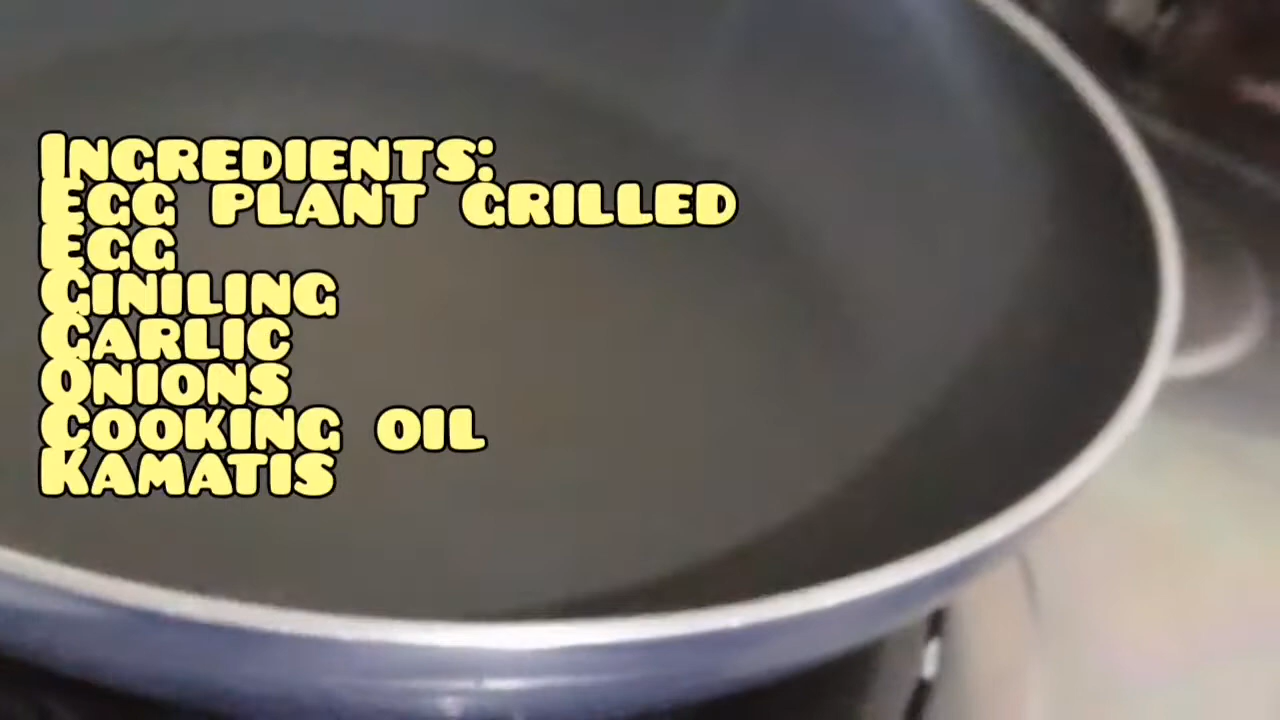 Ingredients:
Egg plant grilled
Egg
Giniling
Garlic
Onions
Cooking oil
Kamatis